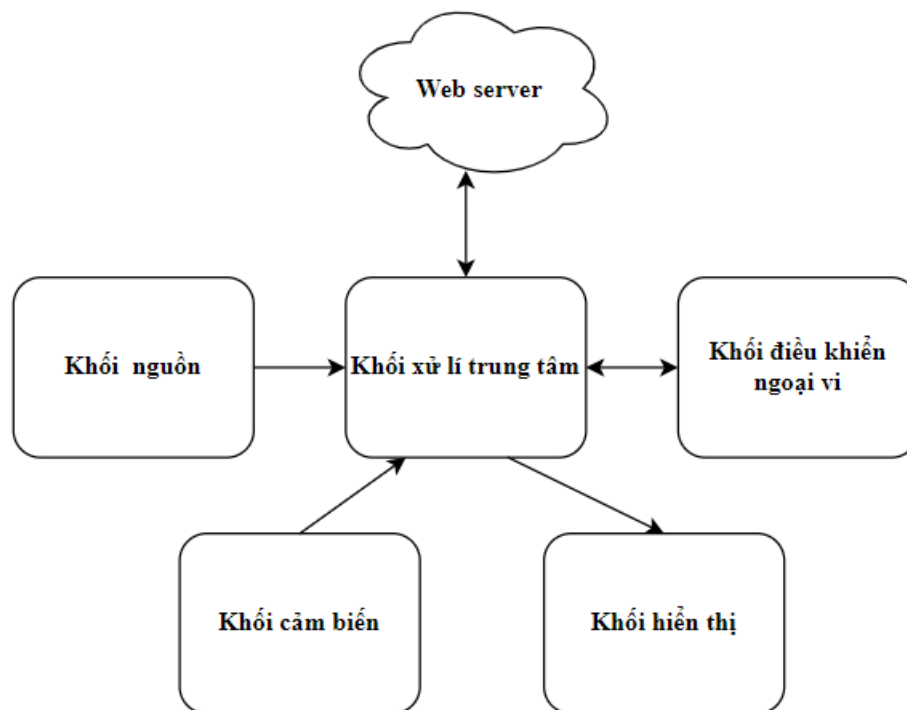 Web server
Khối nguồn
Khối xử lí trung tâm
Khối điều khiển
ngoại vi
Khối cảm biến
Khối hiển thị